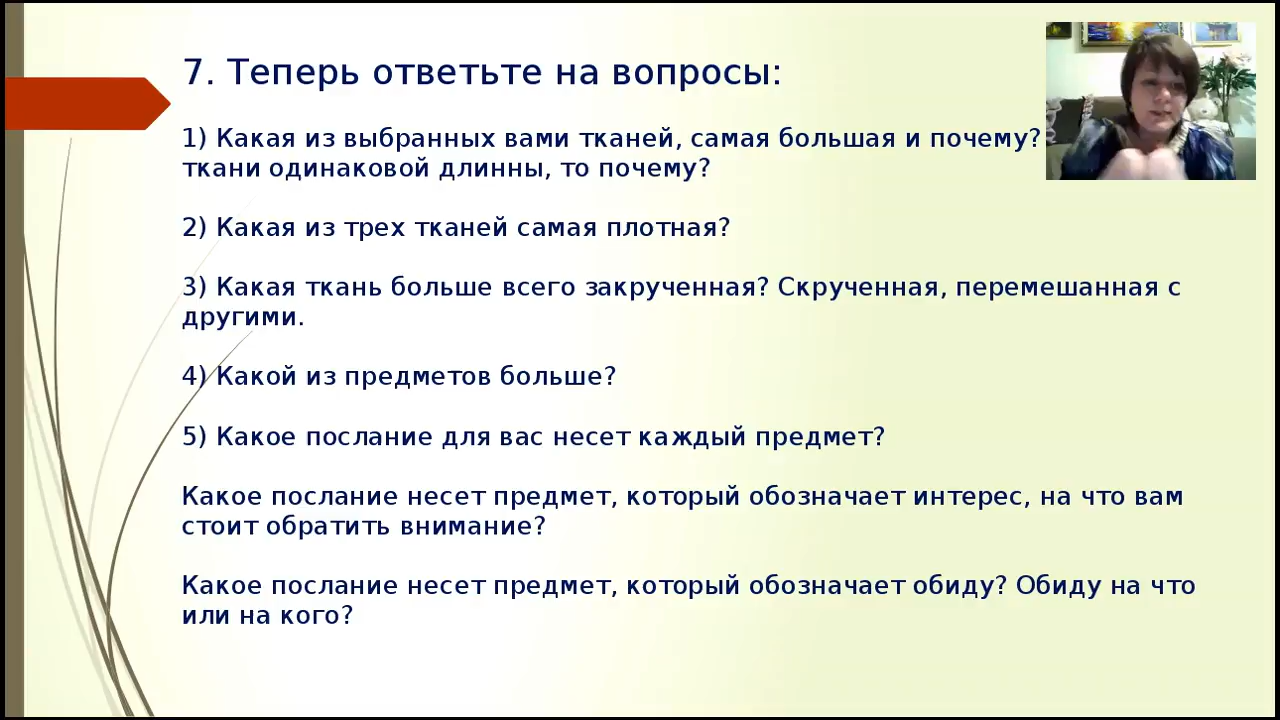 7. Теперь ответьте на вопросы:
1) Какая из выбранных вами тканей, самая большая и почему?
ткани одинаковой длинны, то почему?
2) Какая из трех тканей самая плотная?
3) Какая ткань больше всего закрученная? Скрученная, перемешанная с
другими.
4) Какой из предметов больше?
5) Какое послание для вас несет каждый предмет?
Какое послание несет предмет, который обозначает интерес, на что вам
стоит обратить внимание?
Какое послание несет предмет, который обозначает обиду? Обиду на что
или на кого?